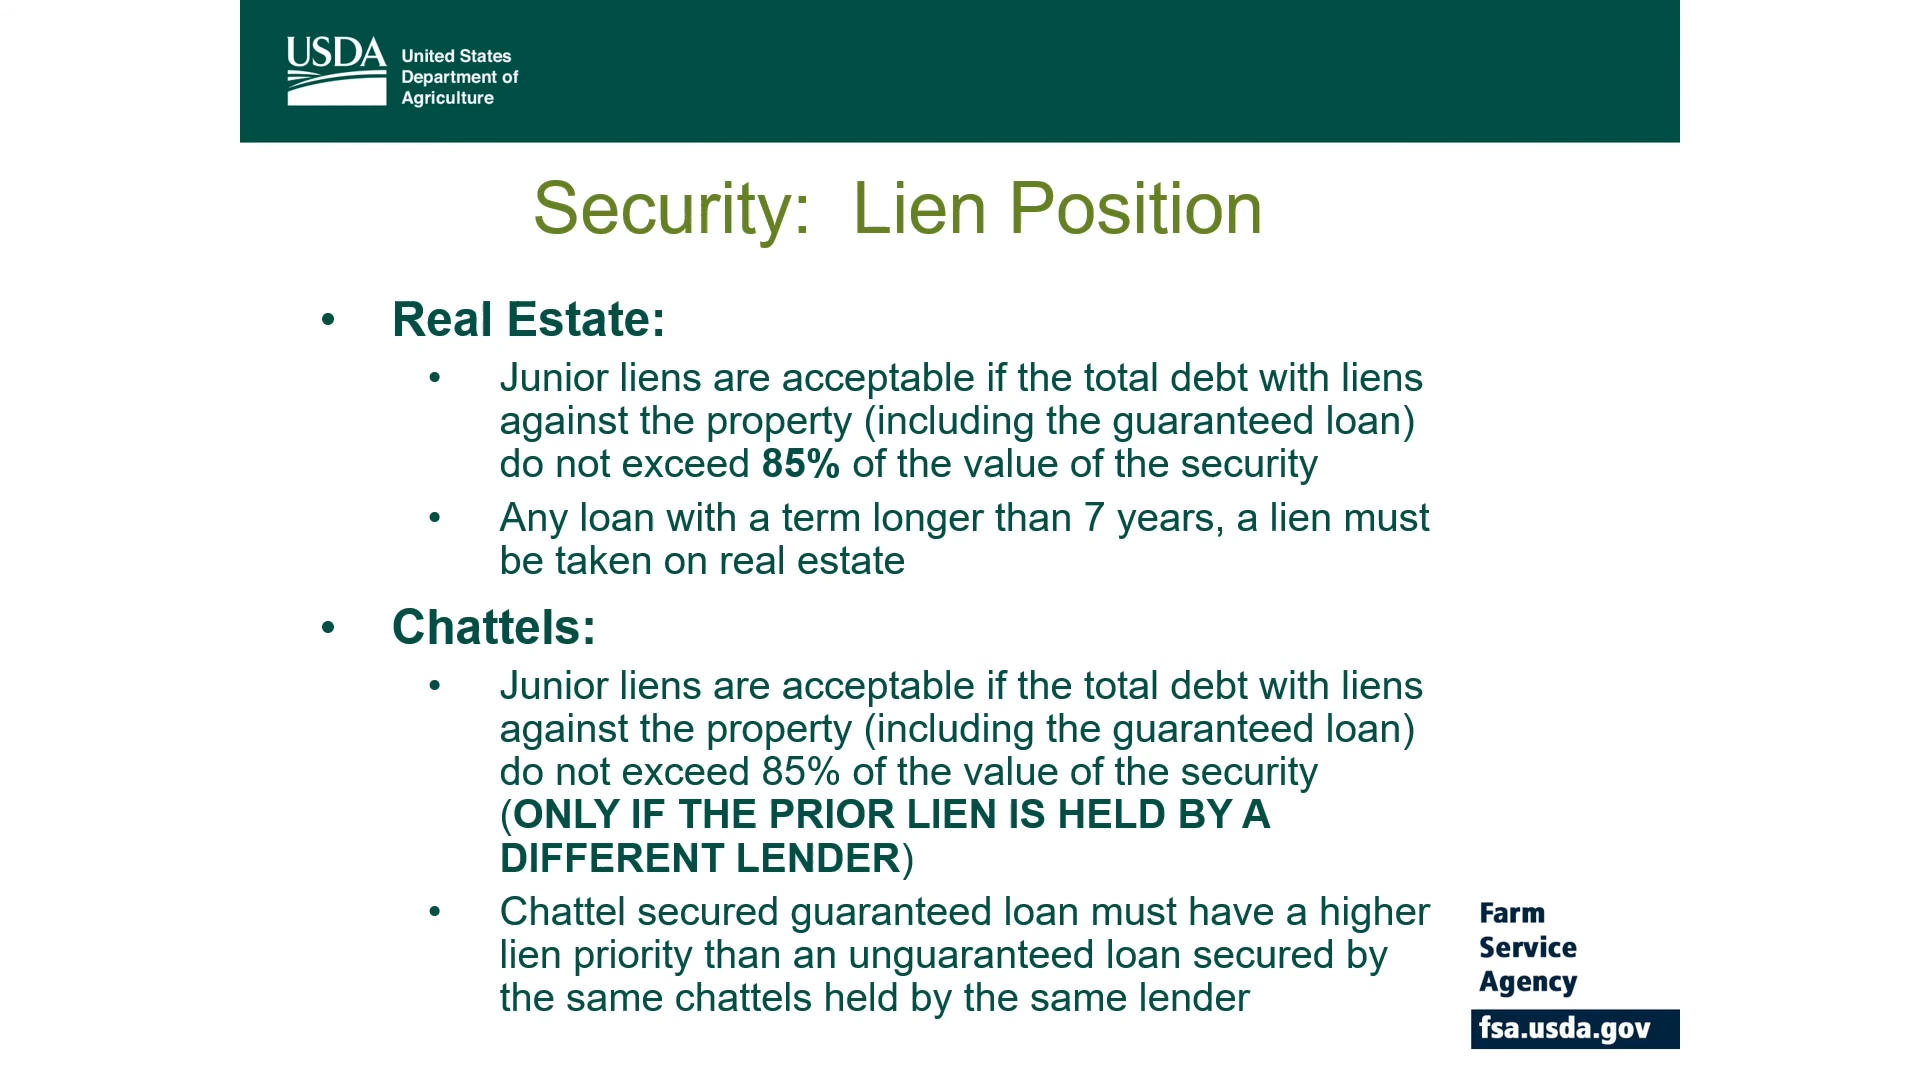 USDA
United States
Department of
Agriculture
Security:  Lien Position
• Real Estate:
• Junior liens are acceptable if the total debt with liens
against the property (including the guaranteed loan)
do not exceed 85% of the value of the security
• Any loan with a term longer than 7 years, a lien must
be taken on real estate
• Chattels:
• Junior liens are acceptable if the total debt with liens
against the property (including the guaranteed loan)
do not exceed 85% of the value of the security
(ONLY IF THE PRIOR LIEN IS HELD BY A
DIFFERENT LENDER)
• Chattel secured guaranteed loan must have a higher
lien priority than an unguaranteed loan secured by
the same chattels held by the same lender
Farm
Service
Agency
fsa.usda.gov